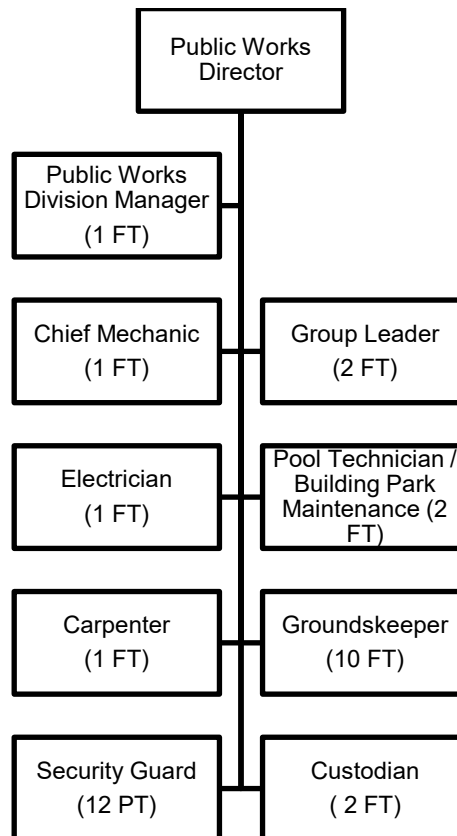 Public Works
Director
Public Works
Division Manager
(1 FT)
Chief Mechanic
(1 FT)
Group Leader
(2 FT)
Electrician
(1 FT)
Pool Technician /
Building Park
Maintenance (2
FT)
Carpenter
(1 FT)
Groundskeeper
(10 FT)
Security Guard
(12 PT)
Custodian
( 2 FT)